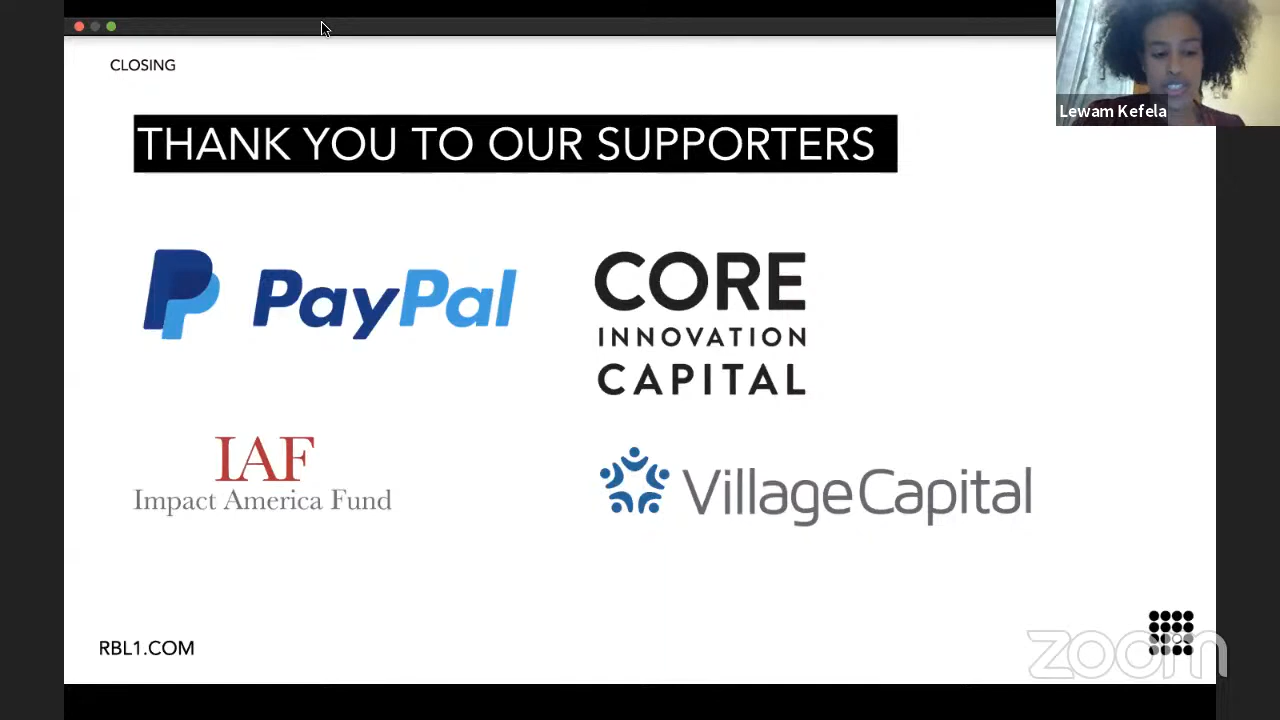 CLOSING
Lewam Kefela
THANK YOU TO OUR SUPPORTERS
PayPal
CORE
INNOVATION
CAPITAL
IAF
Impact America Fund
VillageCapital
RBL1.COM
zoom